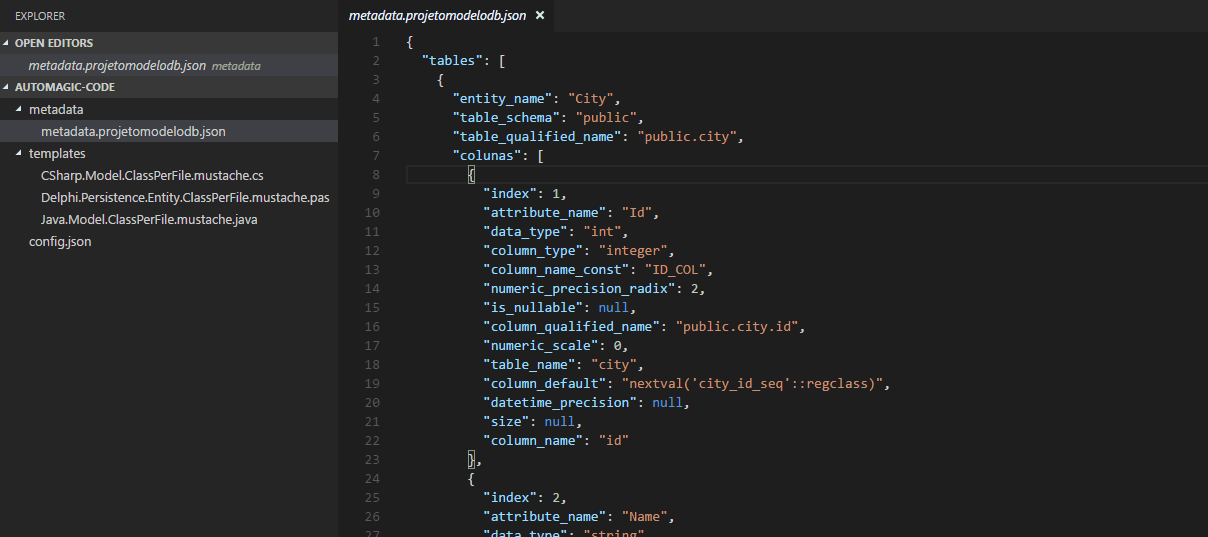 EXPLORER
OPEN EDITORS
metadata.projetomodelodb.json metadata
AUTOMAGIC-CODE
metadata
metadata.projetomodelodb.json
templates
CSharp.Model.ClassPerFile.mustache.cs
Delphi.Persistence.Entity.ClassPerFile.mustache.pas
Java.Model.ClassPerFile.mustache.java
config.json
metadata.projetomodelodb.json ×
1 {
2 "tables": [
3 {
4 "entity_name": "City",
5 "table_schema": "public",
6 "table_qualified_name": "public.city",
7 "colunas": [
8 {
9 "index": 1,
10 "attribute_name": "Id",
11 "data_type": "int",
12 "column_type": "integer",
13 "column_name_const": "ID_COL",
14 "numeric_precision_radix": 2,
15 "is_nullable": null,
16 "column_qualified_name": "public.city.id",
17 "numeric_scale": 0,
18 "table_name": "city",
19 "column_default": "nextval('city_id_seq'::regclass)",
20 "datetime_precision": null,
21 "size": null,
22 "column_name": "id"
23 },
24 {
25 "index": 2,
26 "attribute_name": "Name",
27 "data_type": "string"